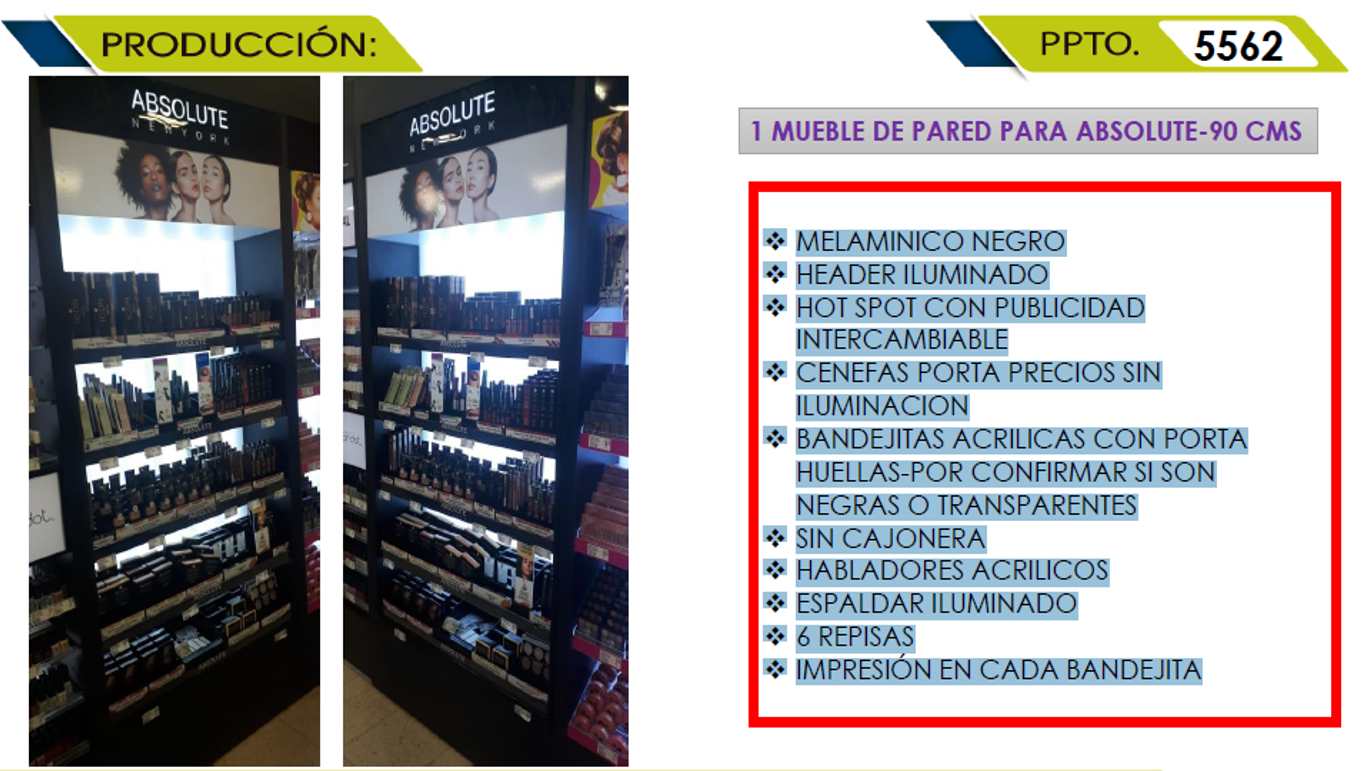 PRODUCCIÓN:
PPTO. 5562
ABSOLUTE
NEW YORK
ABSOLUTE
NEW YORK
1 MUEBLE DE PARED PARA ABSOLUTE-90 CMS
❖ MELAMINICO NEGRO
❖ HEADER ILUMINADO
❖ HOT SPOT CON PUBLICIDAD
INTERCAMBIABLE
❖ CENEFAS PORTA PRECIOS SIN
ILUMINACION
❖ BANDEJITAS ACRILICAS CON PORTA
HUELLAS-POR CONFIRMAR SI SON
NEGRAS O TRANSPARENTES
❖ SIN CAJONERA
❖ HABLADORES ACRILICOS
❖ ESPALDAR ILUMINADO
❖ 6 REPISAS
❖ IMPRESIÓN EN CADA BANDEJITA